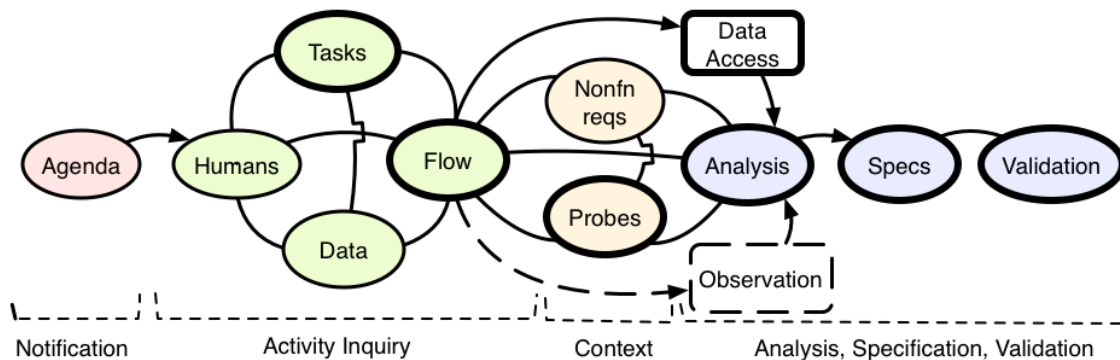 Tasks
Data
Access
Nonfn
reqs
Agenda
Humans
Flow
Analysis
Specs
Validation
Probes
Data
Observation
Notification
Activity Inquiry
Context
Analysis, Specification, Validation